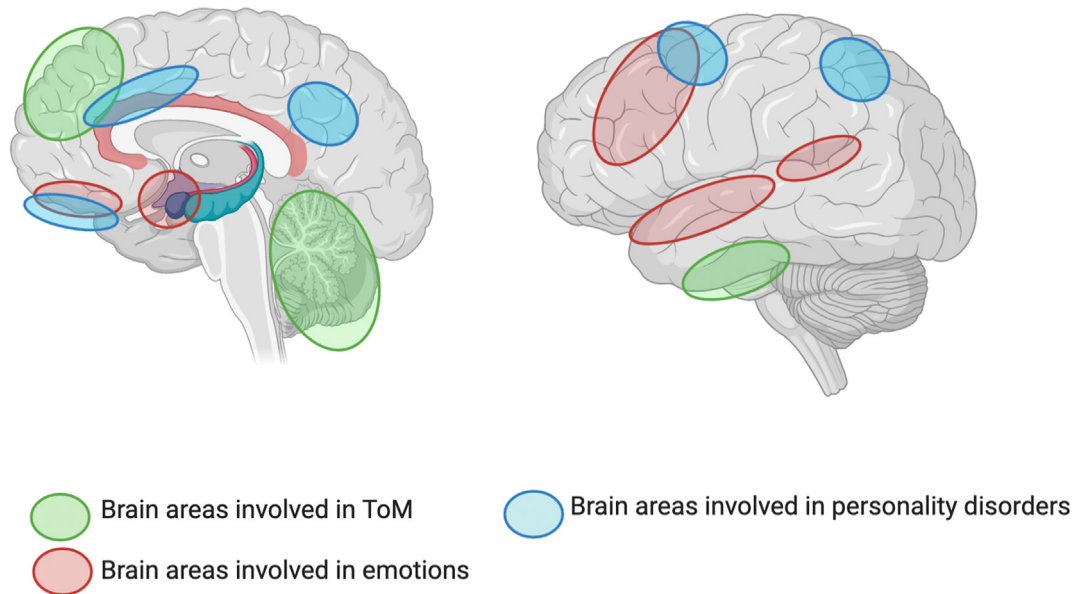 Brain areas involved in ToM
Brain areas involved in personality disorders
Brain areas involved in emotions